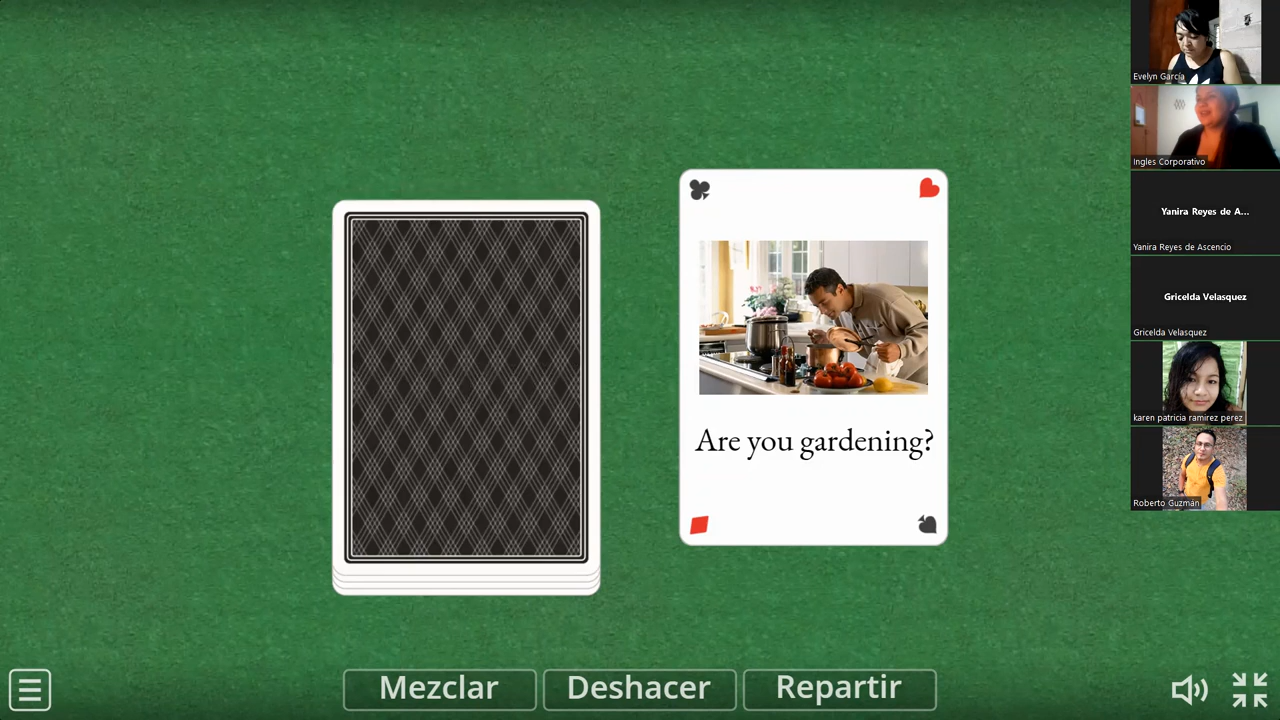 Evelyn García
Ingles Corporativo
Yanira Reyes de A...
Yanira Reyes de Ascencio
Gricelda Velasquez
Gricelda Velasquez
karen patricia ramirez perez
Roberto Guzmán
Are you gardening?
Mezclar
Deshacer
Repartir